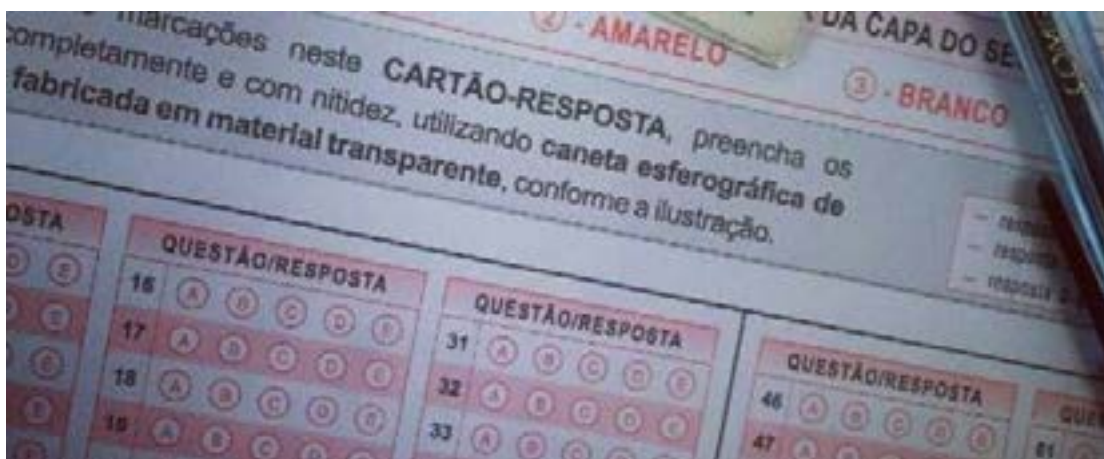 ② - AMARELO
DA CAPA DO
③ - BRANCO
marcações neste CARTÃO-RESPOSTA, preencha os
completamente e com nitidez, utilizando caneta esferográfica de
fabricada em material transparente, conforme a ilustração.
QUESTÃO/RESPOSTA
16 A B C D E
17 A B C D E
18 A B C D E
A B C D
QUESTÃO/RESPOSTA
31 A B C D E
32 A B C D E
33 A B C D E
QUESTÃO/RESPOSTA
46 A B C D E
47 A B C D E
61